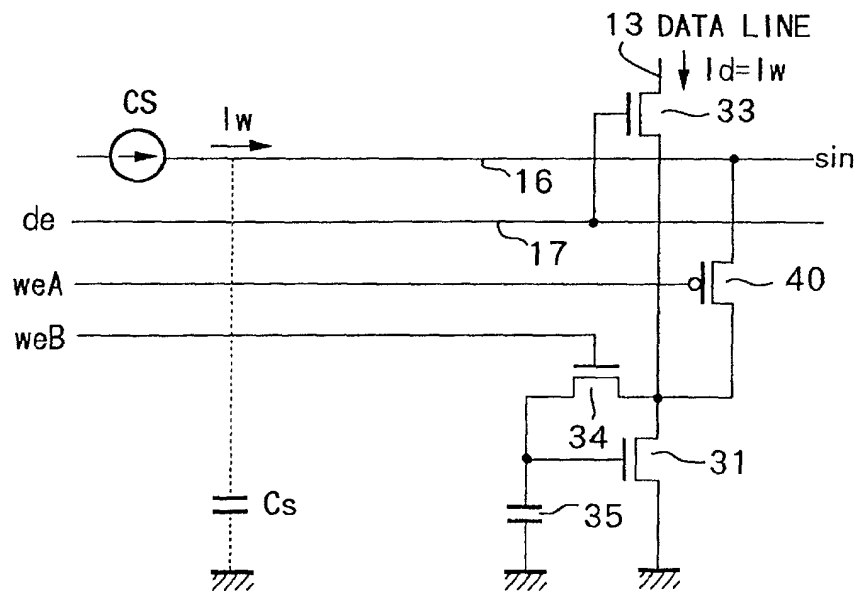 13 DATA LINE
Id=Iw
33
CS
Iw
sin
16
de
17
weA
40
weB
34
31
Cs
35